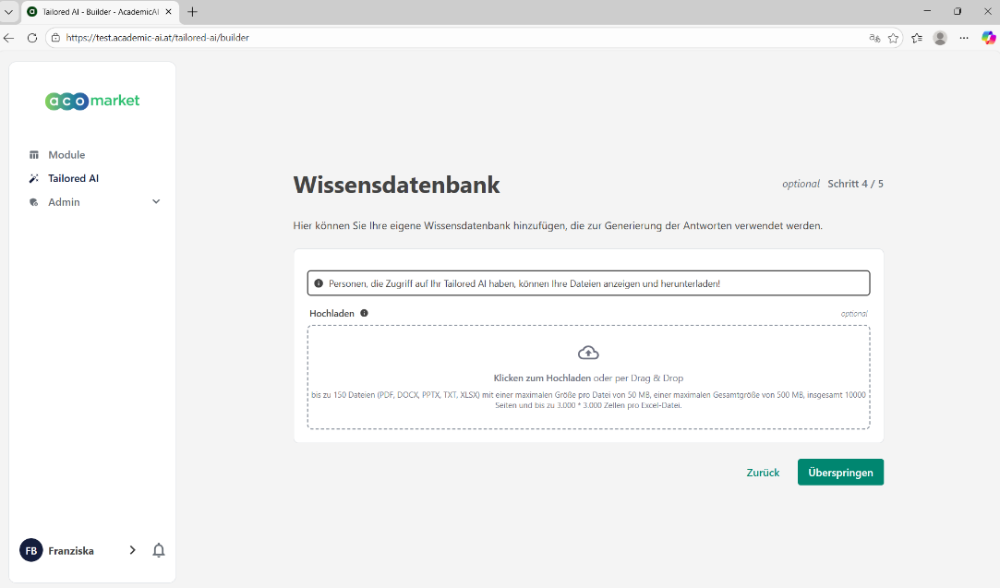 Tailored AI - Builder - AcademicAI
https://test.academic-ai.at/tailored-ai/builder
aco market
Module
Tailored AI
Admin
Wissensdatenbank
optional Schritt 4 / 5
Hier können Sie Ihre eigene Wissensdatenbank hinzufügen, die zur Generierung der Antworten verwendet werden.
Personen, die Zugriff auf Ihr Tailored AI haben, können Ihre Dateien anzeigen und herunterladen!
Hochladen
optional
Klicken zum Hochladen oder per Drag & Drop
bis zu 150 Dateien (PDF, DOCX, PPTX, TXT, XLSX) mit einer maximalen Größe pro Datei von 50 MB, einer maximalen Gesamtgröße von 500 MB, insgesamt 10000
Seiten und bis zu 3.000 * 3.000 Zellen pro Excel-Datei.
Zurück
Überspringen
FB Franziska